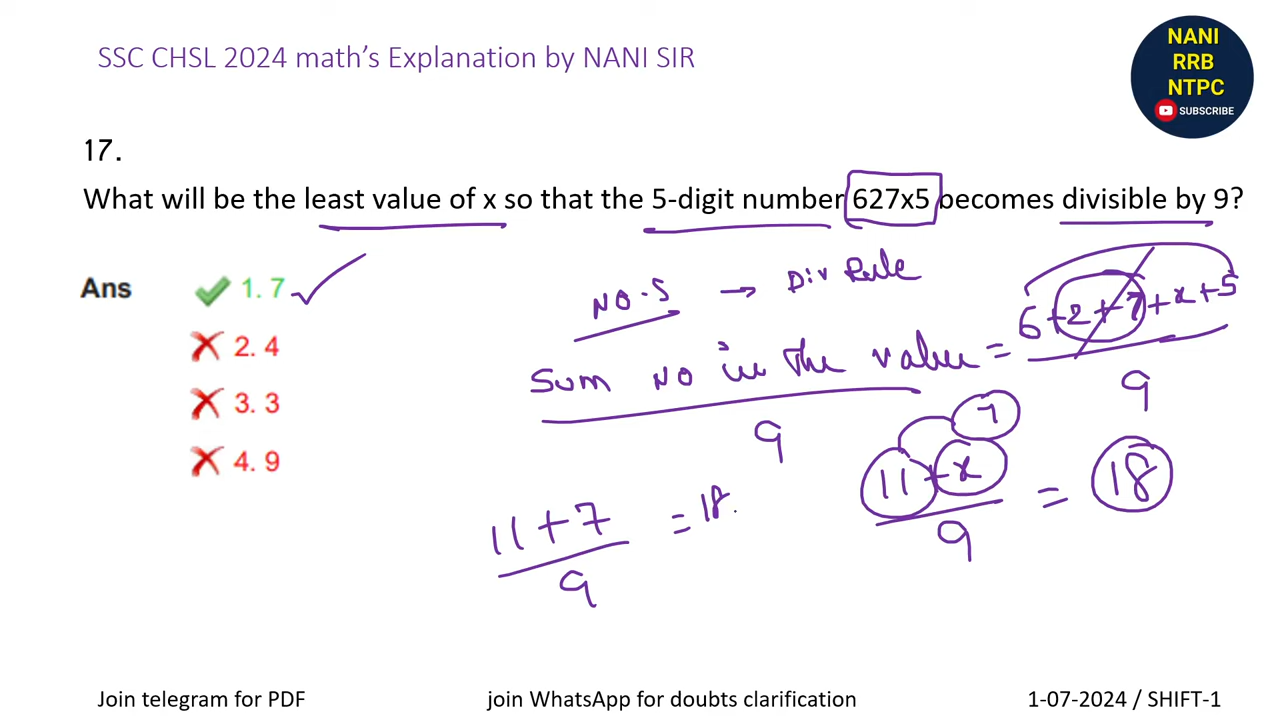 SSC CHSL 2024 math's Explanation by NANI SIR
NANI
RRB
NTPC
SUBSCRIBE
17.
What will be the least value of x so that the 5-digit number 627x5 becomes divisible by 9?
Ans
1. 7
2. 4
3. 3
4. 9
NO.S → Div Rule
Sum NO in the value = 6+2+7+x+5
9
9
7
11+x = 18
9
11+7 = 18.
9
Join telegram for PDF
join WhatsApp for doubts clarification
1-07-2024 / SHIFT-1